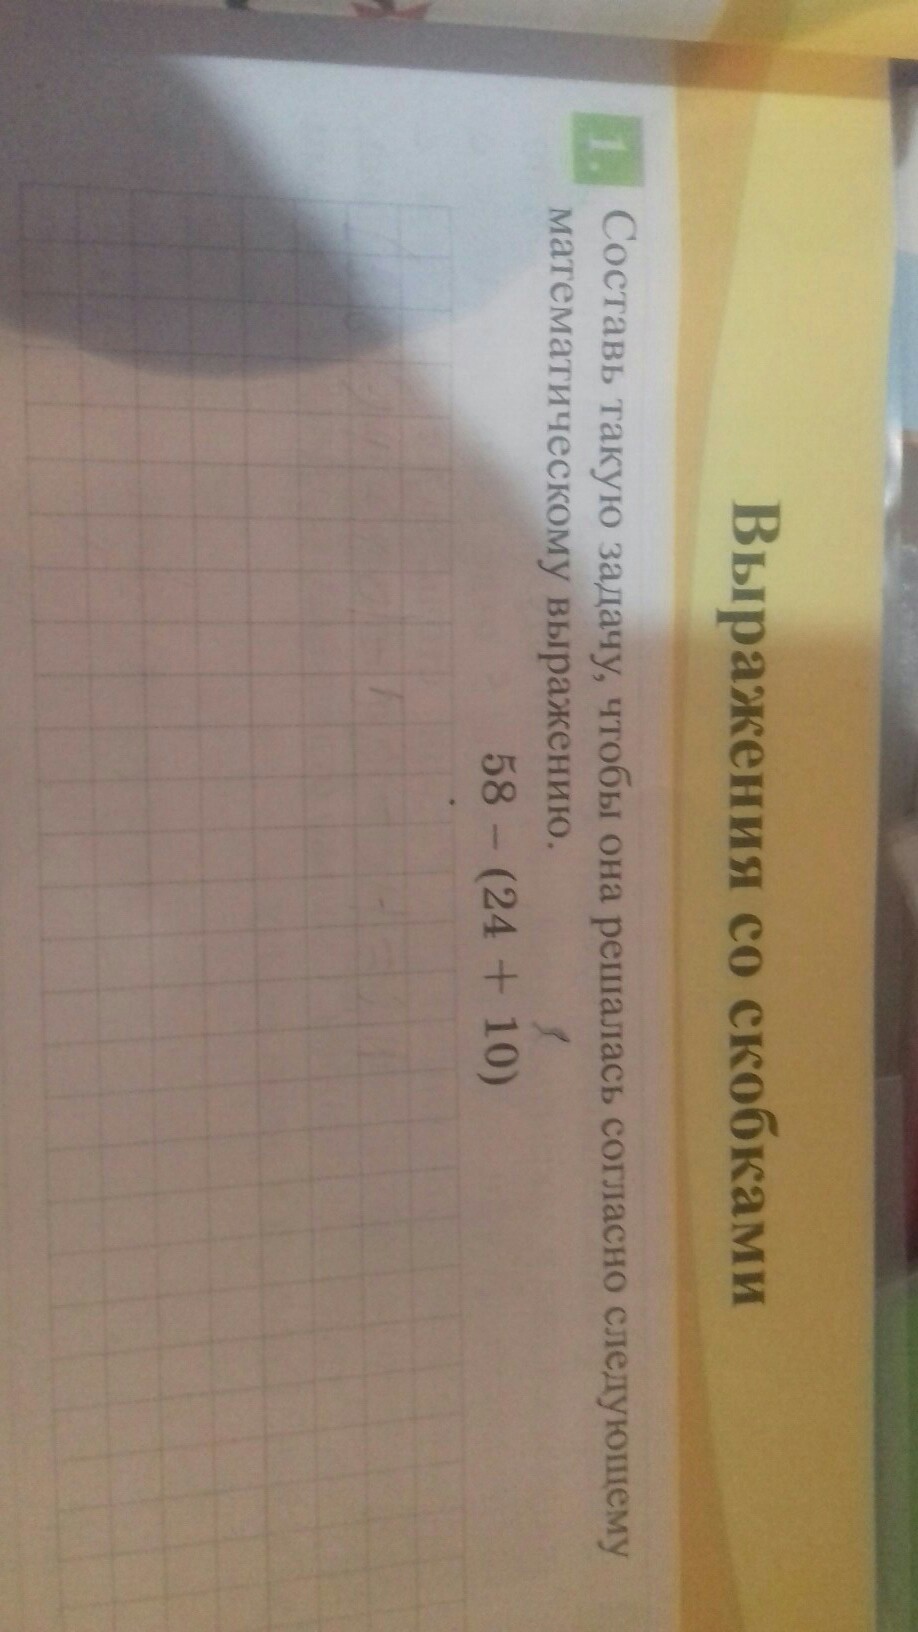 Выражения со скобками
1. Составь такую задачу, чтобы она решалась согласно следующему
математическому выражению.
58 – (24 + 10)